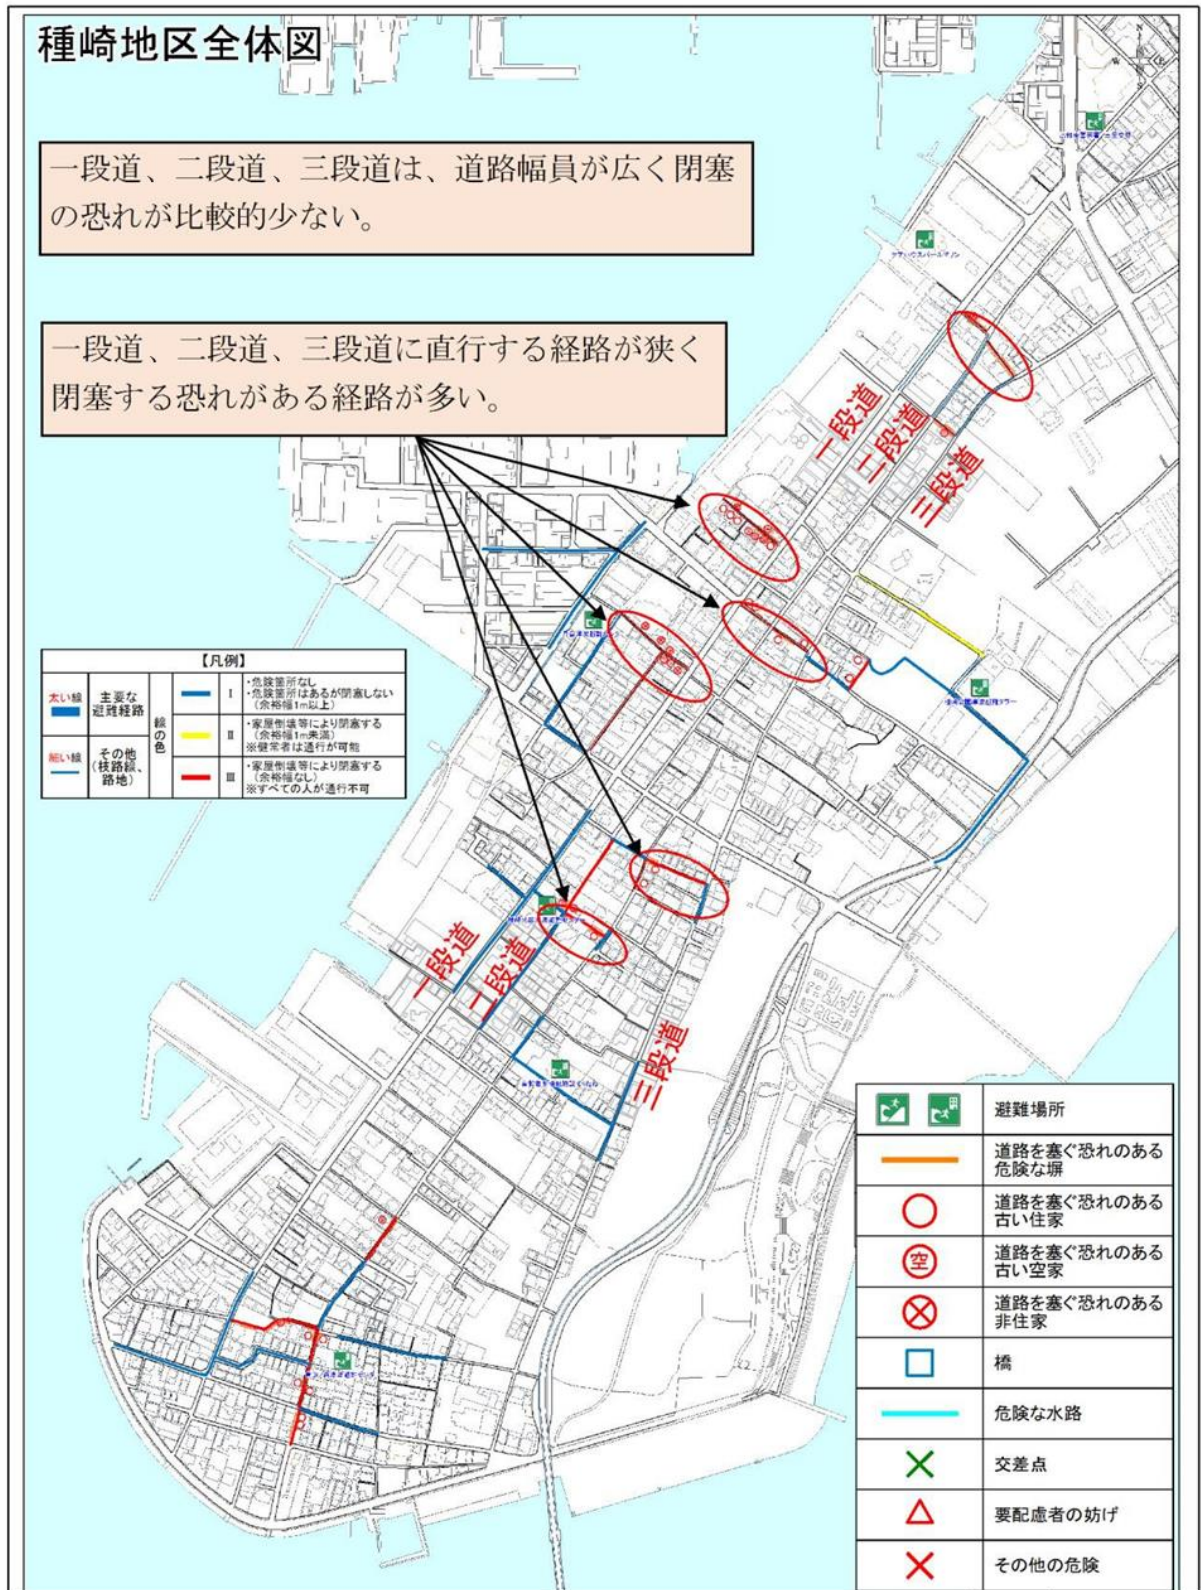 種崎地区全体図
一段道、二段道、三段道は、道路幅員が広く閉塞
の恐れが比較的少ない。
一段道、二段道、三段道に直行する経路が狭く
閉塞する恐れがある経路が多い。
一段道
二段道
三段道
【凡例】
太い線
主要な
避難経路
細い線
その他
(枝路線、
路地)
線の色
Ⅰ
・危険箇所なし
・危険箇所はあるが閉塞しない
(余裕幅1m以上)
Ⅱ
・家屋倒壊等により閉塞する
(余裕幅1m未満)
※健常者は通行が可能
Ⅲ
・家屋倒壊等により閉塞する
(余裕幅なし)
※すべての人が通行不可
一段道
二段道
三段道
避難場所
道路を塞ぐ恐れのある
危険な塀
道路を塞ぐ恐れのある
古い住家
空
道路を塞ぐ恐れのある
古い空家
道路を塞ぐ恐れのある
非住家
橋
危険な水路
交差点
要配慮者の妨げ
その他の危険